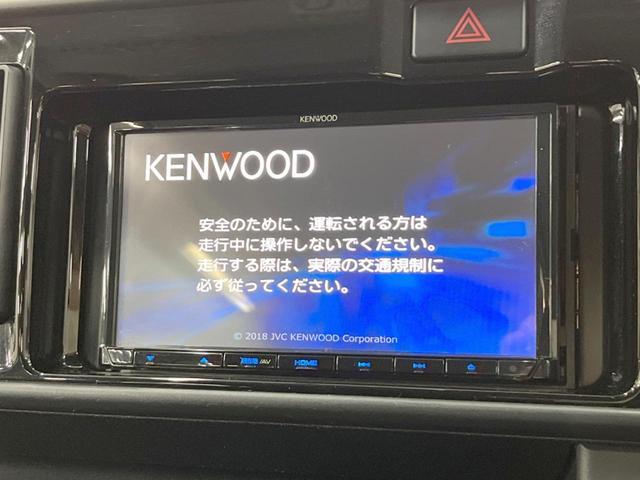 KENWOOD
KENWOOD
安全のために、運転される方は
走行中に操作しないでください。
走行する際は、実際の交通規制に
必ず従ってください。
© 2018 JVC KENWOOD Corporation
/AV HOME